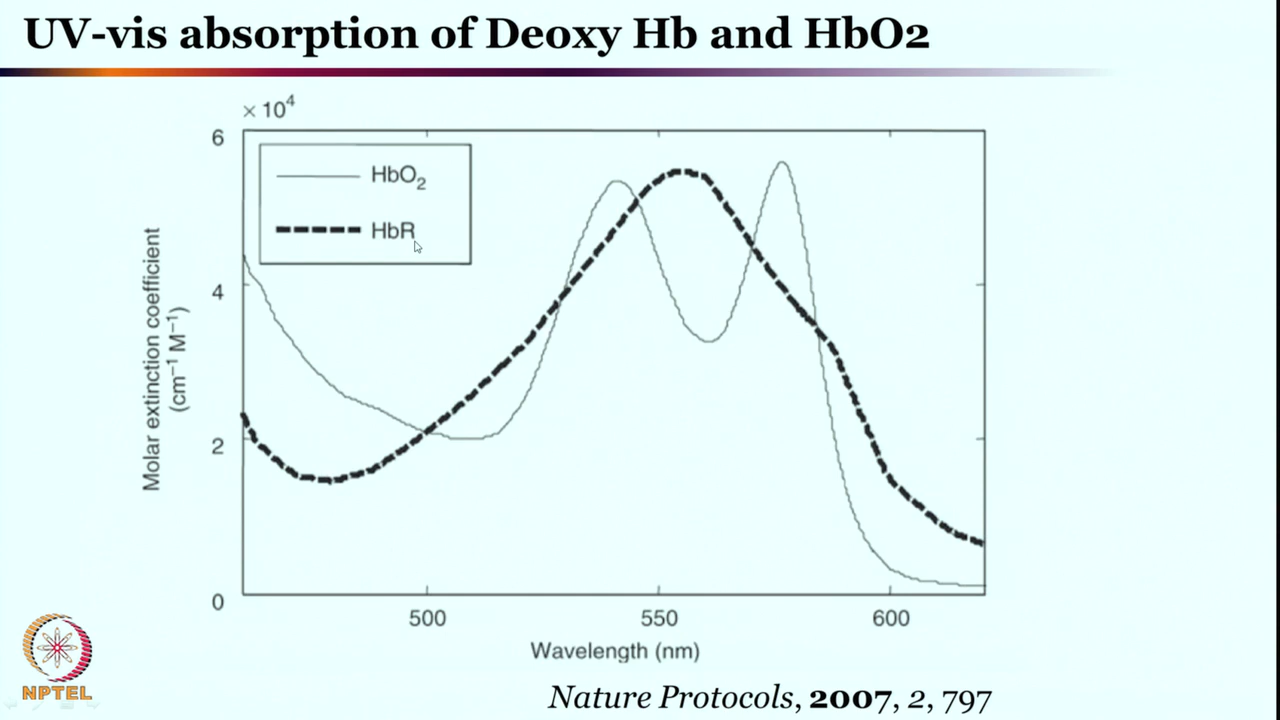 UV-vis absorption of Deoxy Hb and HbO2
× 10⁴
6
4
2
0
HbO₂
HbR
Molar extinction coefficient
(cm⁻¹ M⁻¹)
500 550 600
Wavelength (nm)
NPTEL
Nature Protocols, 2007, 2, 797